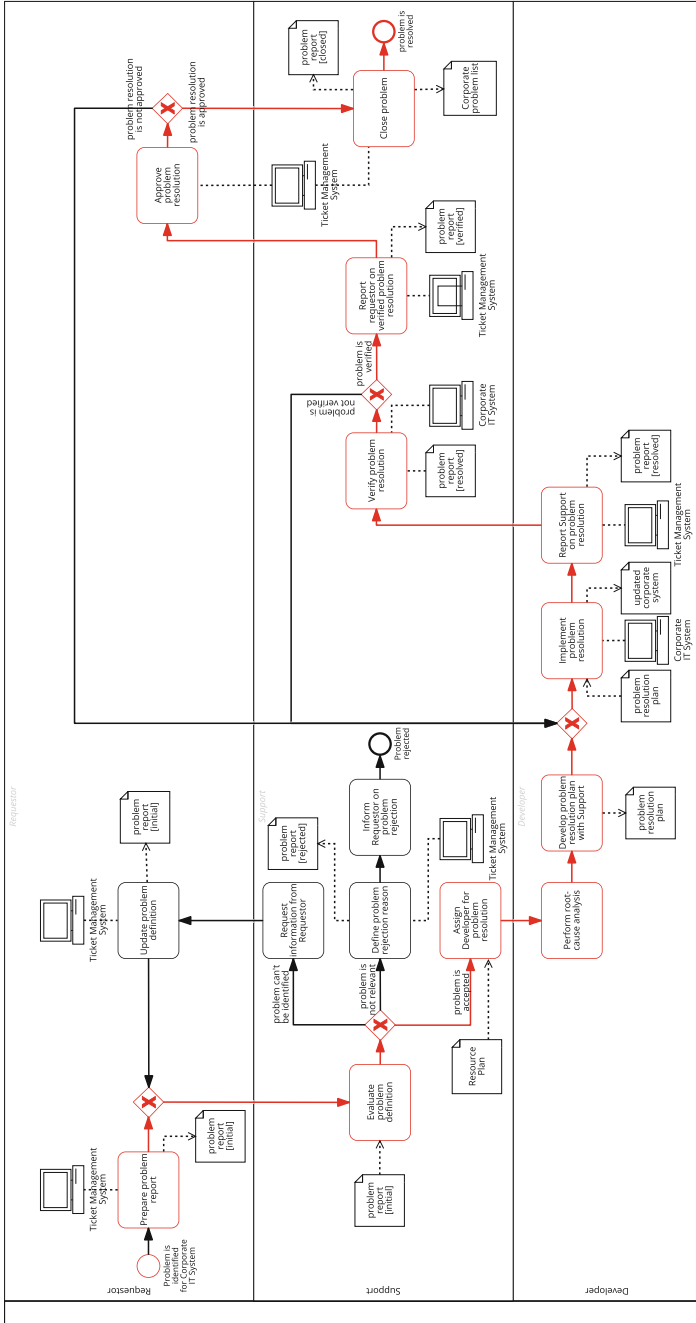 Requestor
Support
Developer
Requestor
Support
Developer
Problem is
identified
for Corporate
IT System
Prepare problem
report
Ticket Management
System
problem
report
[initial]
Update problem
definition
Ticket Management
System
problem
report
[initial]
problem
report
[initial]
Evaluate
problem
definition
problem can't
be identified
problem is
not relevant
problem is
accepted
Request
information from
Requestor
Define problem
rejection reason
problem
report
[rejected]
Inform
Requestor on
problem
rejection
Problem
rejected
Resource
Plan
Assign
Developer for
problem
resolution
Ticket Management
System
Perform root-
cause analysis
Develop problem
resolution plan
with Support
problem
resolution
plan
problem
resolution
plan
Implement
problem
resolution
Corporate
IT System
updated
corporate
system
Report Support
on problem
resolution
Ticket Management
System
problem
report
[resolved]
Verify problem
resolution
problem
report
[resolved]
Corporate
IT System
problem is
not verified
problem is
verified
Report
requestor on
verified problem
resolution
Ticket Management
System
problem
report
[verified]
Approve
problem
resolution
Ticket Management
System
problem resolution
is not approved
problem resolution
is approved
Close problem
problem
report
[closed]
Corporate
problem list
problem is
resolved